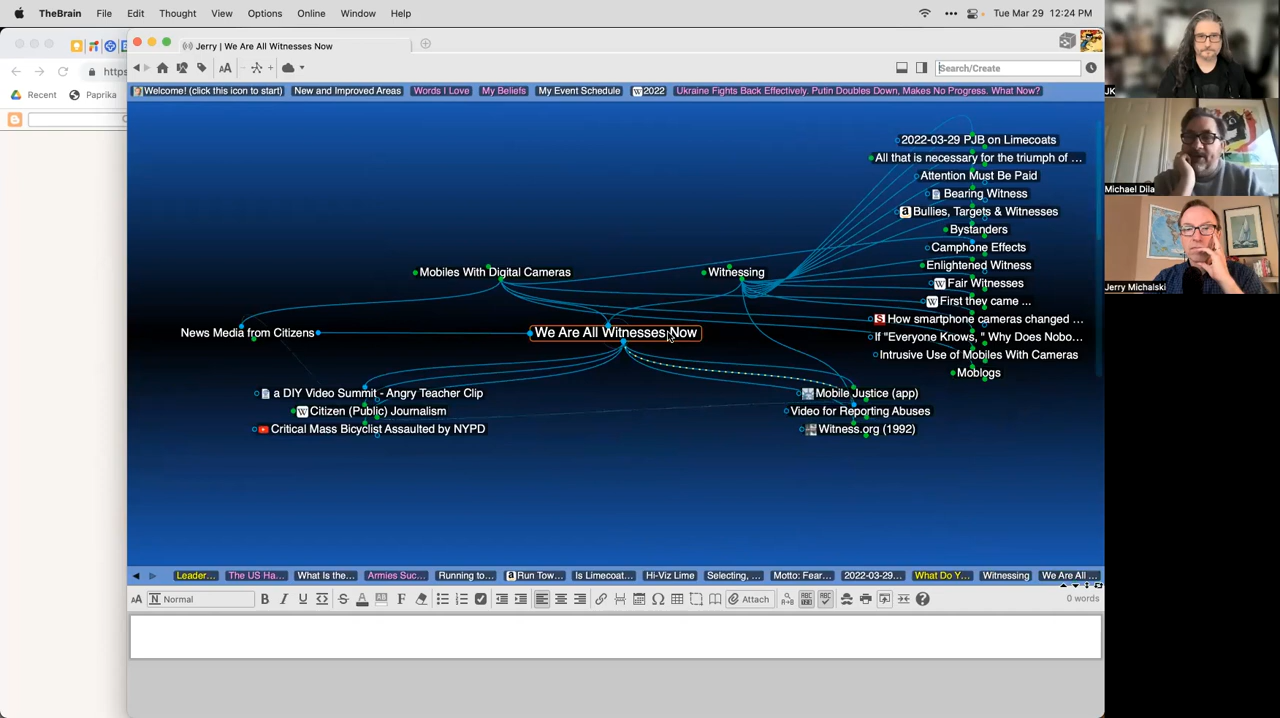 TheBrain File Edit Thought View Options Online Window Help Tue Mar 29 12:24 PM
Jerry | We Are All Witnesses Now
https
Search/Create
Recent Paprika
Welcome! (click this icon to start) New and Improved Areas Words I Love My Beliefs My Event Schedule 2022 Ukraine Fights Back Effectively. Putin Doubles Down, Makes No Progress. What Now?
JK
Michael Dila
Jerry Michalski
2022-03-29 PJB on Limecoats
All that is necessary for the triumph of ...
Attention Must Be Paid
Bearing Witness
Bullies, Targets & Witnesses
Bystanders
Camphone Effects
Enlightened Witness
Fair Witnesses
First they came ...
How smartphone cameras changed ...
If "Everyone Knows, " Why Does Nobo...
Intrusive Use of Mobiles With Cameras
Moblogs
Mobiles With Digital Cameras
Witnessing
News Media from Citizens
We Are All Witnesses Now
a DIY Video Summit - Angry Teacher Clip
Citizen (Public) Journalism
Critical Mass Bicyclist Assaulted by NYPD
Mobile Justice (app)
Video for Reporting Abuses
Witness.org (1992)
Leader... The US Ha... What Is the... Armies Suc... Running to... Run Tow... Is Limecoat... Hi-Viz Lime Selecting, ... Motto: Fear... 2022-03-29... What Do Y... Witnessing We Are All ...
Normal B I U S A Attach 0 words